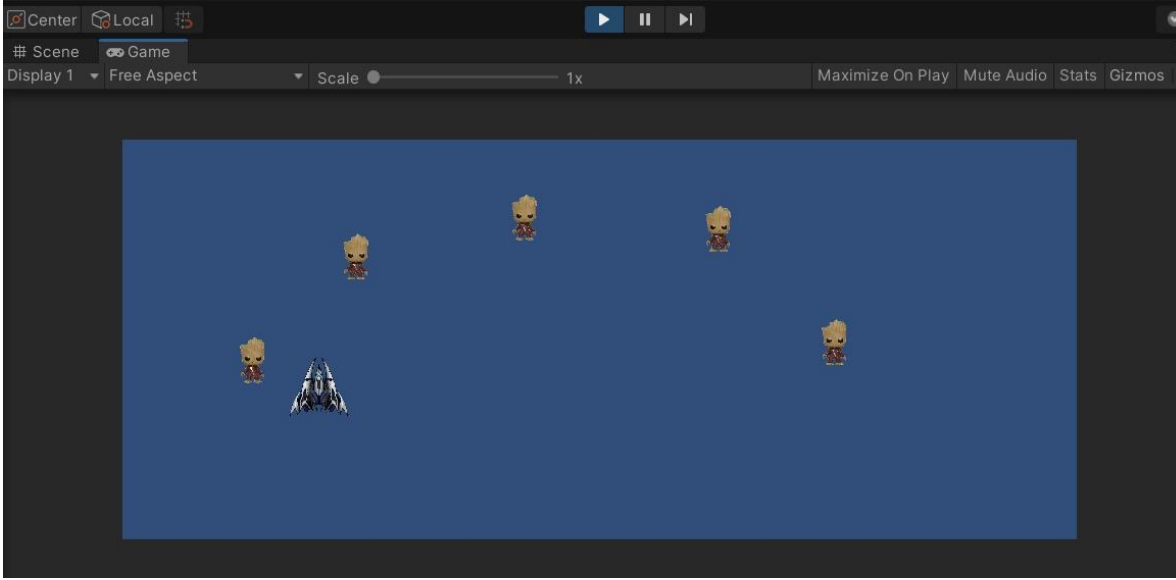 Center Local
Scene Game
Display 1 Free Aspect Scale 1x Maximize On Play Mute Audio Stats Gizmos